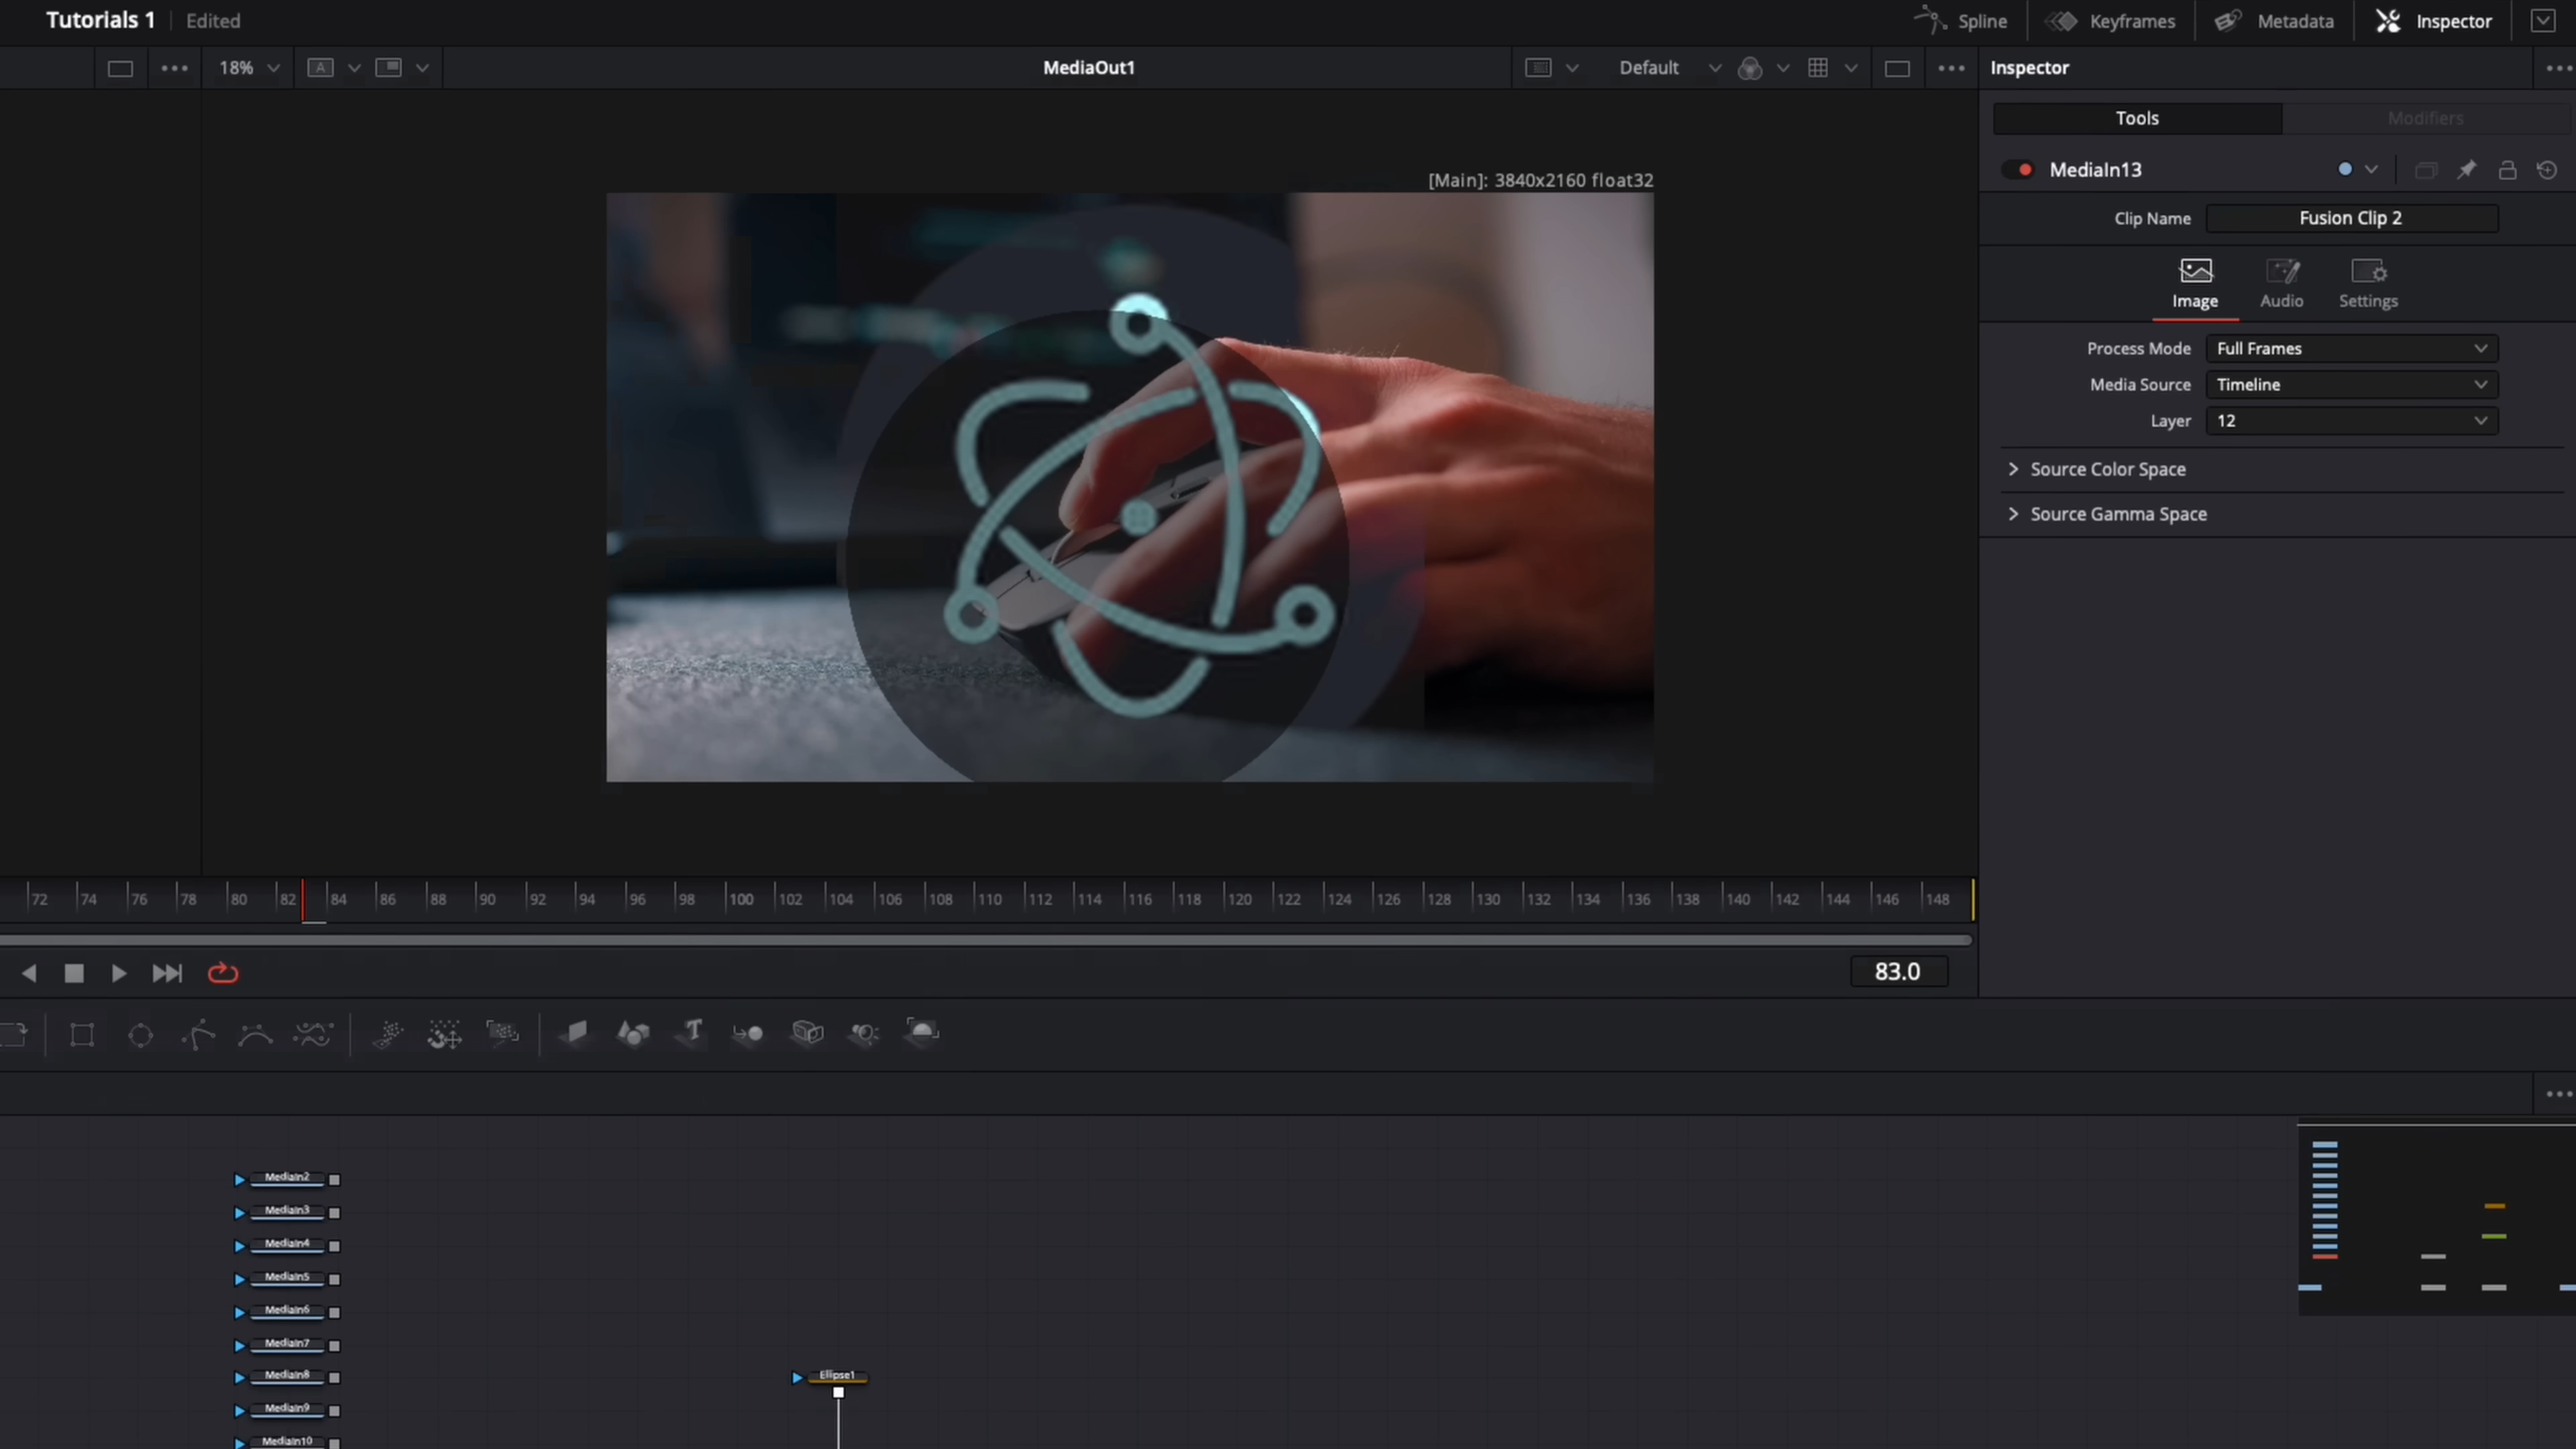 Tutorials 1 Edited Spline Keyframes Metadata Inspector
18% A MediaOut1 Default Inspector
Tools Modifiers
[Main]: 3840x2160 float32
MediaIn13
Clip Name Fusion Clip 2
Image Audio Settings
Process Mode Full Frames
Media Source Timeline
Layer 12
Source Color Space
Source Gamma Space
72 74 76 78 80 82 84 86 88 90 92 94 96 98 100 102 104 106 108 110 112 114 116 118 120 122 124 126 128 130 132 134 136 138 140 142 144 146 148
83.0
T
MediaIn2
MediaIn3
MediaIn4
MediaIn5
MediaIn6
MediaIn7
MediaIn8 Ellipse1
MediaIn9
MediaIn10